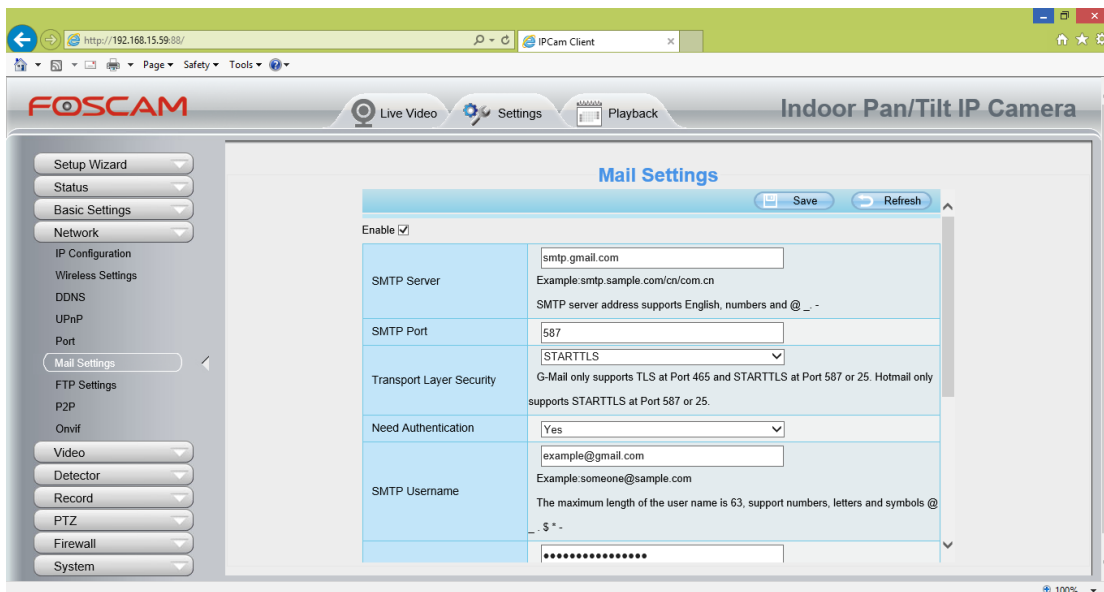 http://192.168.15.59:88/
IPCam Client
Page Safety Tools
FOSCAM
Live Video Settings Playback
Indoor Pan/Tilt IP Camera
Setup Wizard
Status
Basic Settings
Network
IP Configuration
Wireless Settings
DDNS
UPnP
Port
Mail Settings
FTP Settings
P2P
Onvif
Video
Detector
Record
PTZ
Firewall
System
Mail Settings
Save Refresh
Enable
SMTP Server
smtp.gmail.com
Example:smtp.sample.com/cn/com.cn
SMTP server address supports English, numbers and @ _ . -
SMTP Port
587
Transport Layer Security
STARTTLS
G-Mail only supports TLS at Port 465 and STARTTLS at Port 587 or 25. Hotmail only
supports STARTTLS at Port 587 or 25.
Need Authentication
Yes
SMTP Username
example@gmail.com
Example:someone@sample.com
The maximum length of the user name is 63, support numbers, letters and symbols @
_ . $ * -
••••••••••••••••
100%